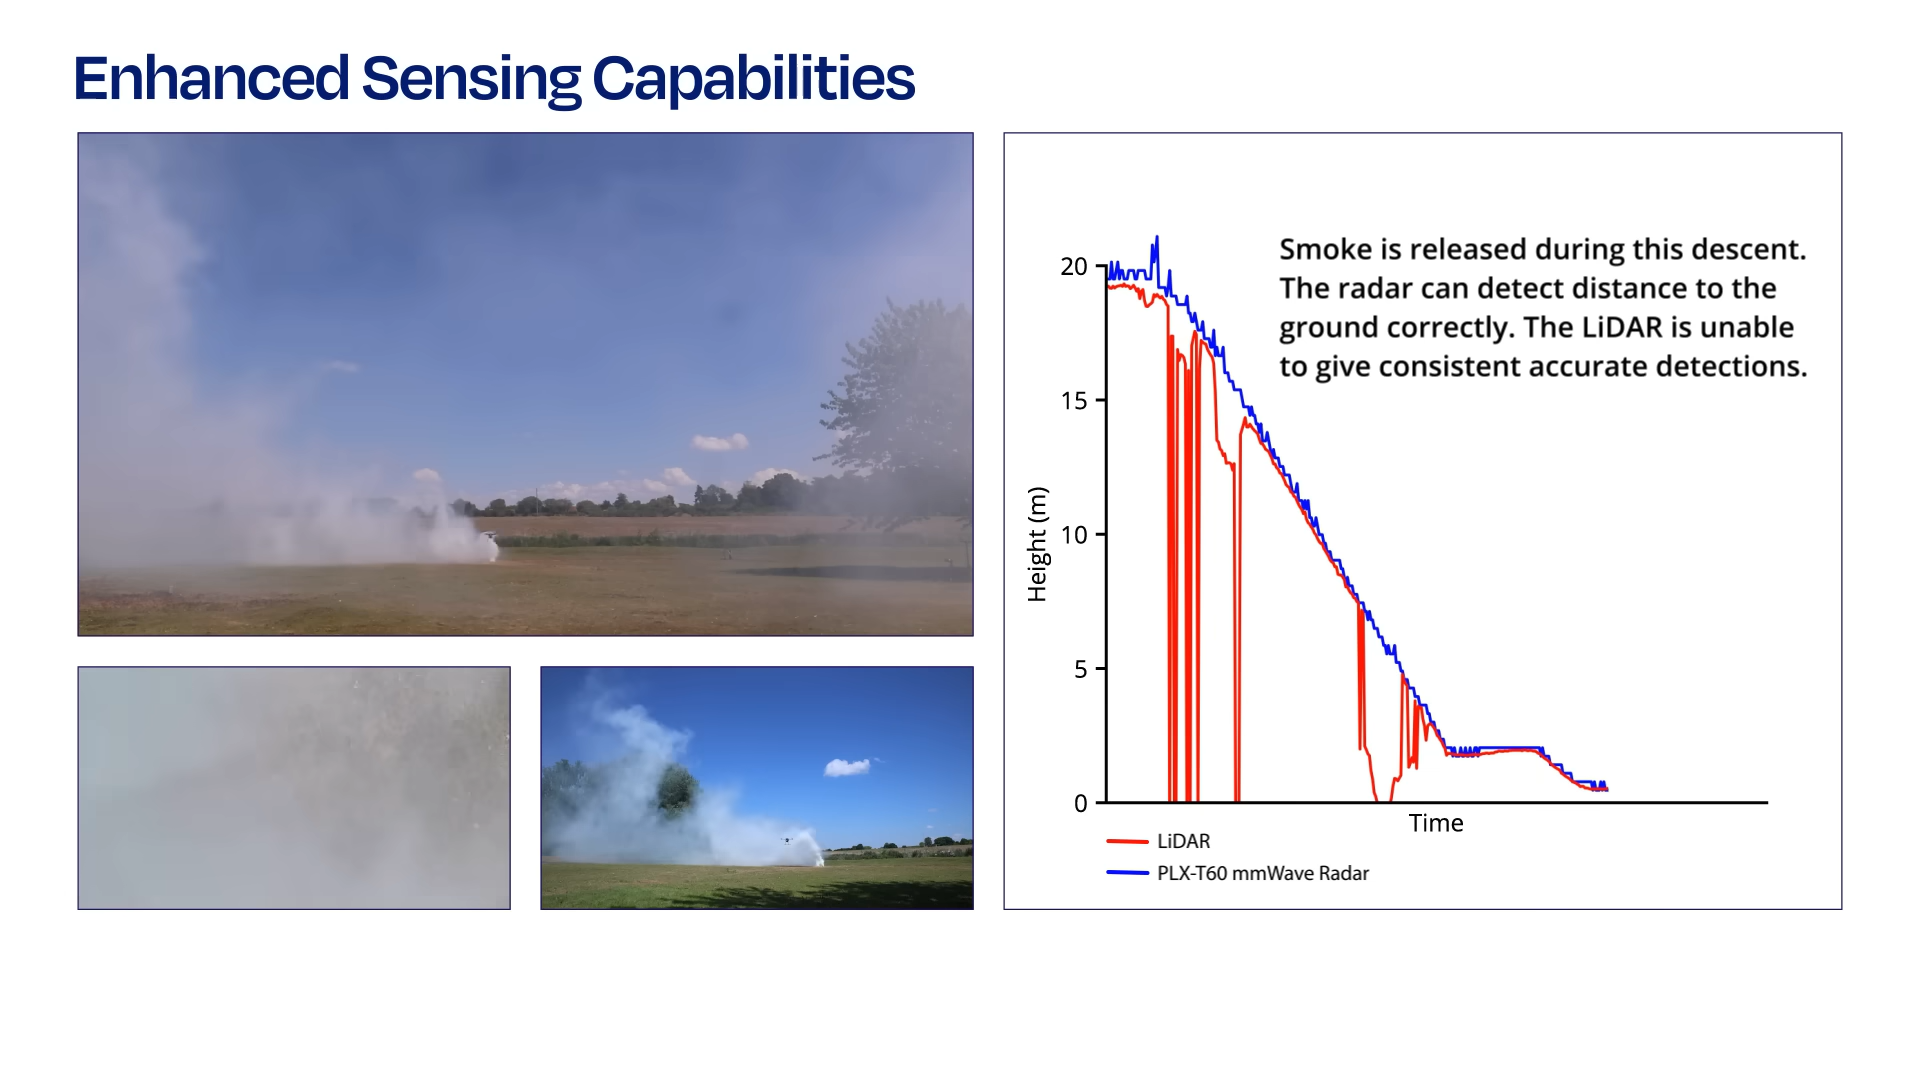 Enhanced Sensing Capabilities
Smoke is released during this descent.
The radar can detect distance to the
ground correctly. The LiDAR is unable
to give consistent accurate detections.
20
15
10
5
0
Height (m)
Time
LiDAR
PLX-T60 mmWave Radar